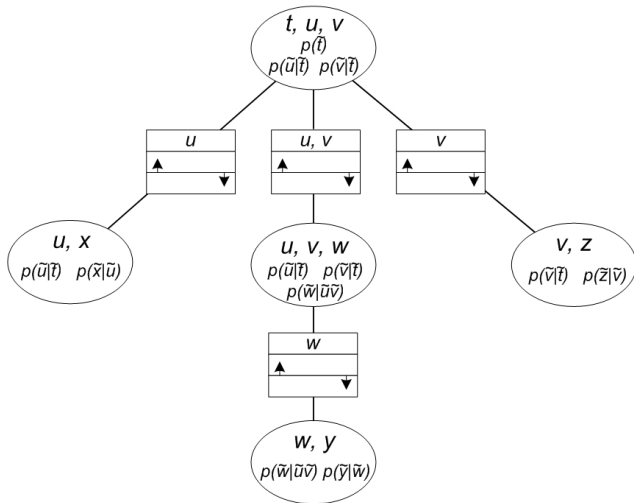 t, u, v
p(t̃)
p(ũ|t̃) p(ṽ|t̃)
u
u, v
v
u, x
p(ũ|t̃) p(x̃|ũ)
u, v, w
p(ũ|t̃) p(ṽ|t̃)
p(w̃|ũṽ)
v, z
p(ṽ|t̃) p(z̃|ṽ)
w
w, y
p(w̃|ũṽ) p(ỹ|w̃)